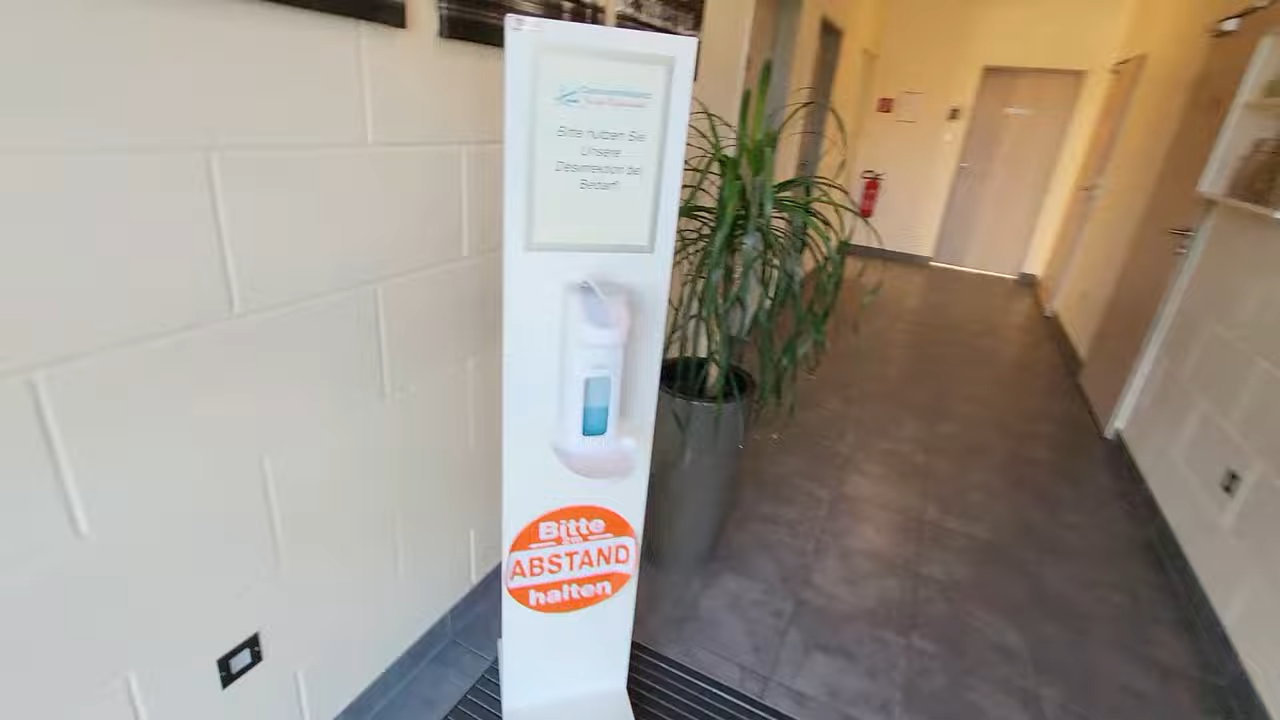 Bitte nutzen Sie
Unsere
Desinfektion bei
Bedarf!
Bitte
ABSTAND
halten